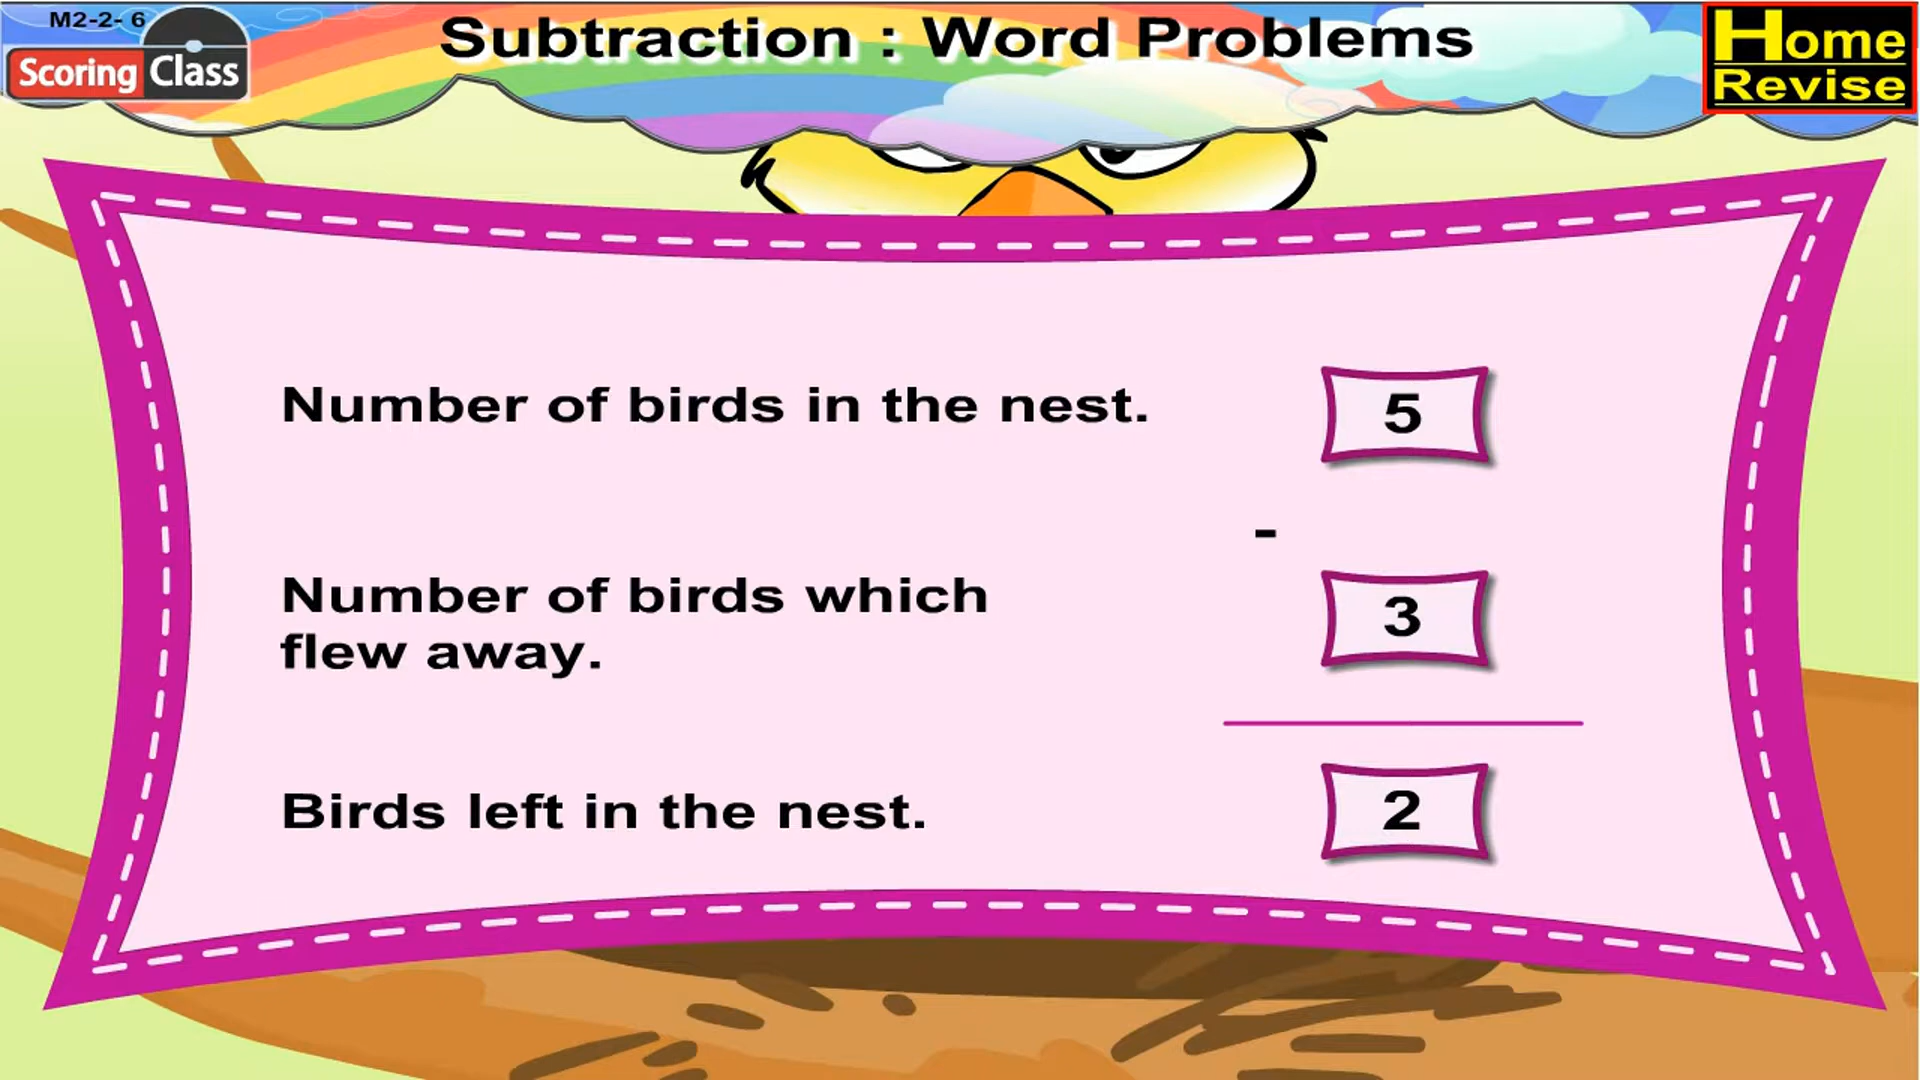 M2-2- 6
Scoring Class
Subtraction : Word Problems
Home
Revise
Number of birds in the nest.
5
-
Number of birds which
flew away.
3
Birds left in the nest.
2